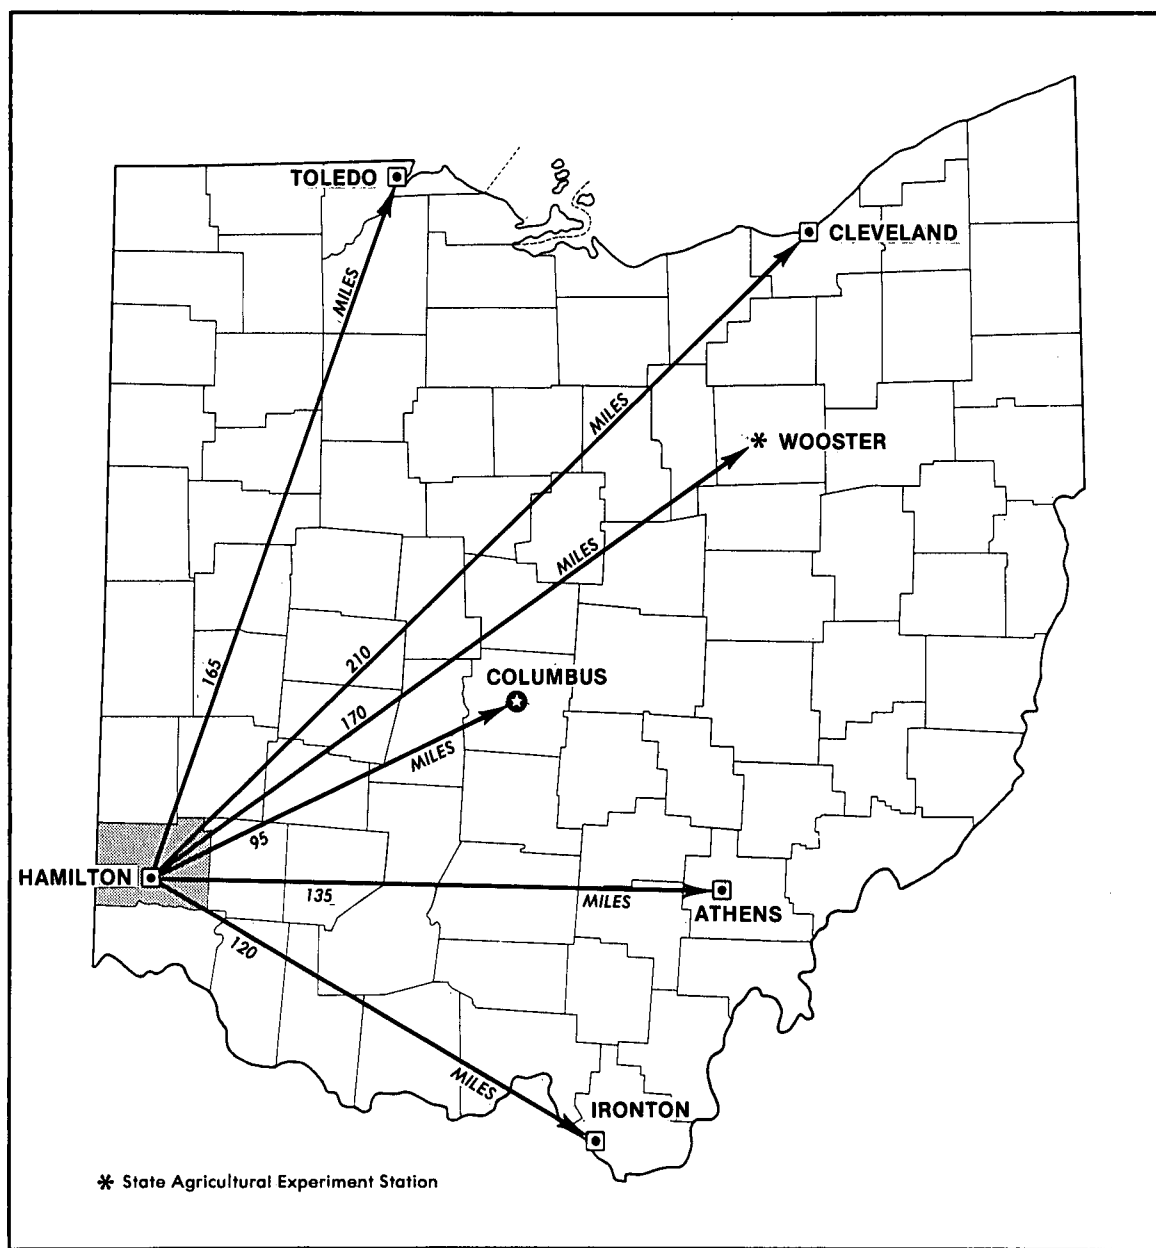 TOLEDO
CLEVELAND
MILES
MILES
* WOOSTER
MILES
165
210
COLUMBUS
170
MILES
95
HAMILTON
135
MILES
ATHENS
120
MILES
IRONTON
* State Agricultural Experiment Station